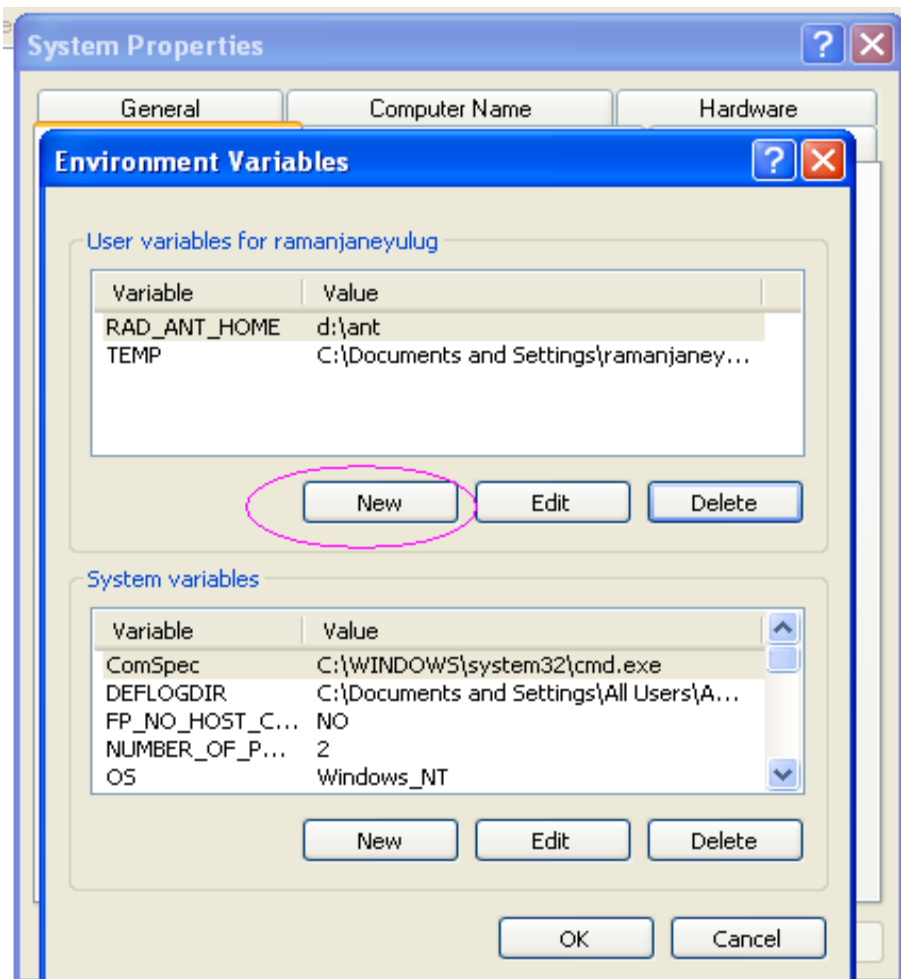 System Properties
General Computer Name Hardware
Environment Variables
User variables for ramanjaneyulug
Variable Value
RAD_ANT_HOME d:\ant
TEMP C:\Documents and Settings\ramanjaney...
New Edit Delete
System variables
Variable Value
ComSpec C:\WINDOWS\system32\cmd.exe
DEFLOGDIR C:\Documents and Settings\All Users\A...
FP_NO_HOST_C... NO
NUMBER_OF_P... 2
OS Windows_NT
New Edit Delete
OK Cancel